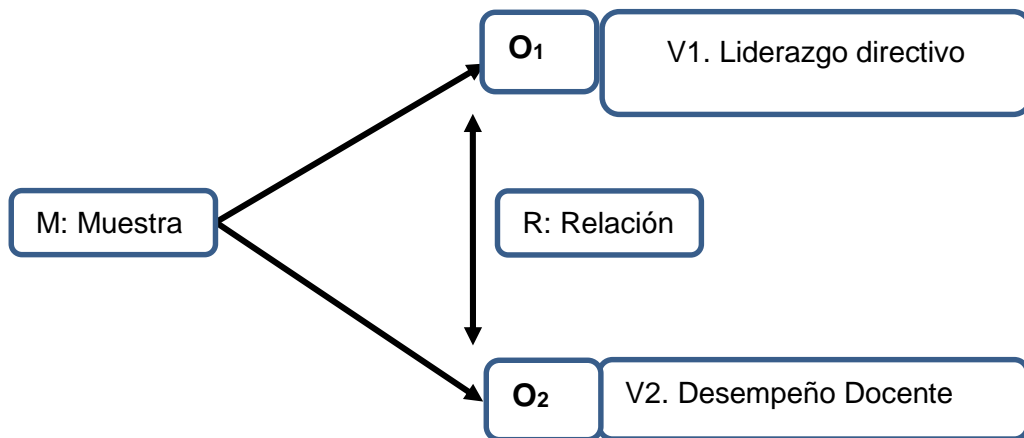 O1 V1. Liderazgo directivo
M: Muestra R: Relación
O2 V2. Desempeño Docente